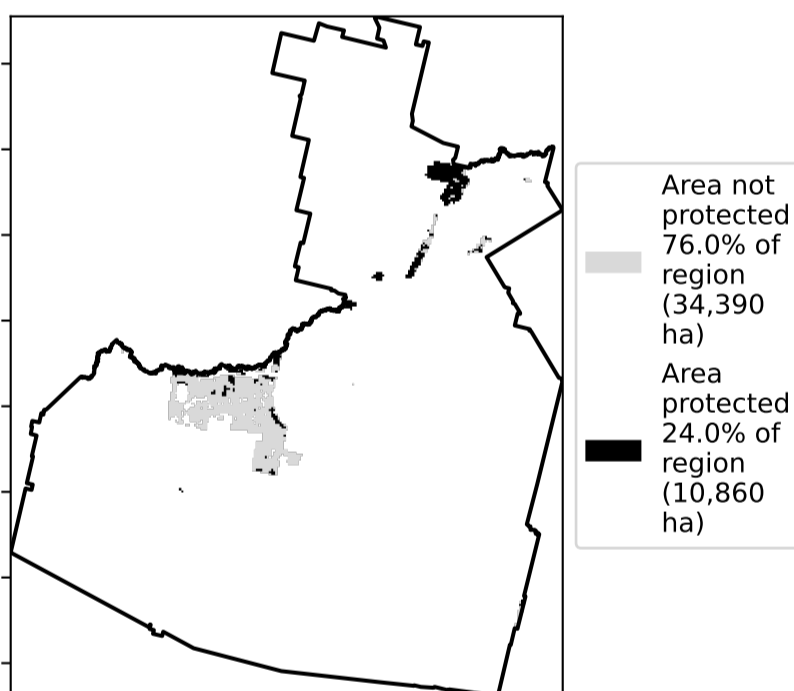 Area not
protected
76.0% of
region
(34,390
ha)
Area
protected
24.0% of
region
(10,860
ha)